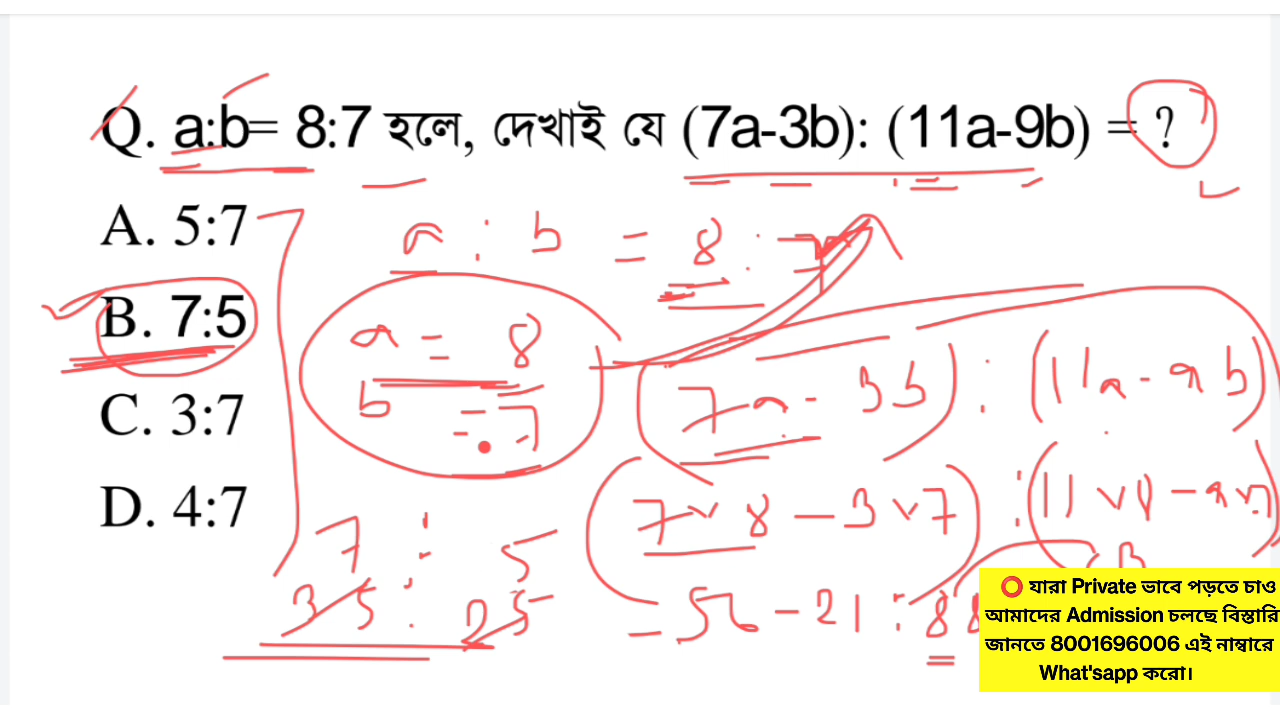 Q. a:b= 8:7 হলে, দেখাই যে (7a-3b): (11a-9b) = ?
A. 5:7
a : b = 8 : 7
B. 7:5
a = 8
b = 7
7a - 3b) : (11a - 9b)
C. 3:7
(7×8 - 3×7) : (11×8 - 9×7)
D. 4:7
7 : 5
35 : 25
= 56 - 21 : 88
⭕ যারা Private ভাবে পড়তে চাও
আমাদের Admission চলছে বিস্তারি
জানতে 8001696006 এই নাম্বারে
What'sapp করো।